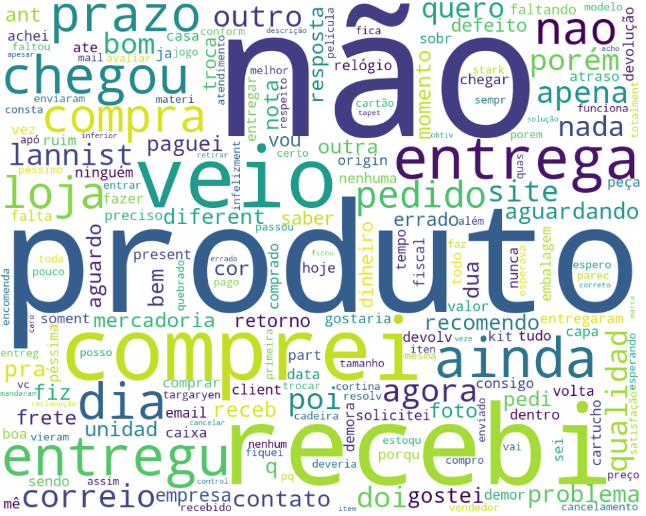 não
produto
recebi
comprei
veio
entrega
chegou
prazo
compra
loja
entregu
ainda
dia
nao
pedido
site
agora
apena
porém
nada
quero
outro
bom
lannist
paguei
diferent
aguardando
correio
contato
qualidad
poi
doi
gostei
problema
recomendo
retorno
mercadoria
unidad
frete
fiz
pra
receb
q
foto
pedi
errado
dinheiro
aguardo
bem
cor
present
hoje
saber
outra
vou
nota
troca
resposta
momento
defeito
relógio
atraso
devolução
faltando
modelo
ant
achei
ate
casa
ja
conform
jogo
fica
película
descrição
faltou
mail
apesar
avaliar
atendimento
melhor
respeito
cartão
tapet
sobr
stark
chegar
sempr
acho
funciona
totalment
consta
enviaram
materi
entregar
vez
após
inferior
ruim
péssimo
ninguém
retirar
infelizment
certo
origin
nenhuma
quas
obtiv
porem
solução
peça
falta
entrar
fazer
preciso
passou
tempo
além
fiscal
faz
todo
dua
nunca
esperava
embalagem
espero
parec
correto
encomenda
toda
pouco
quebrado
errada
pago
comprado
ficou
valor
entregaram
marca
caro
soment
gostaria
devolv
kit
tudo
capa
iten
veze
esperando
satisfação
entreg
péssima
posso
primeira
part
data
tamanho
mesma
vc
comprar
client
trocar
cortina
resolv
consigo
volta
mandaram
reclamação
targaryen
email
cadeira
solicitei
demora
dentro
boa
vieram
caixa
cancelar
nenhum
fiquei
deveria
estoqu
porqu
compro
enviado
vai
sei
cartucho
preço
sendo
assim
control
pq
mê
empresa
recebido
item
demor
vendedor
cancelamento